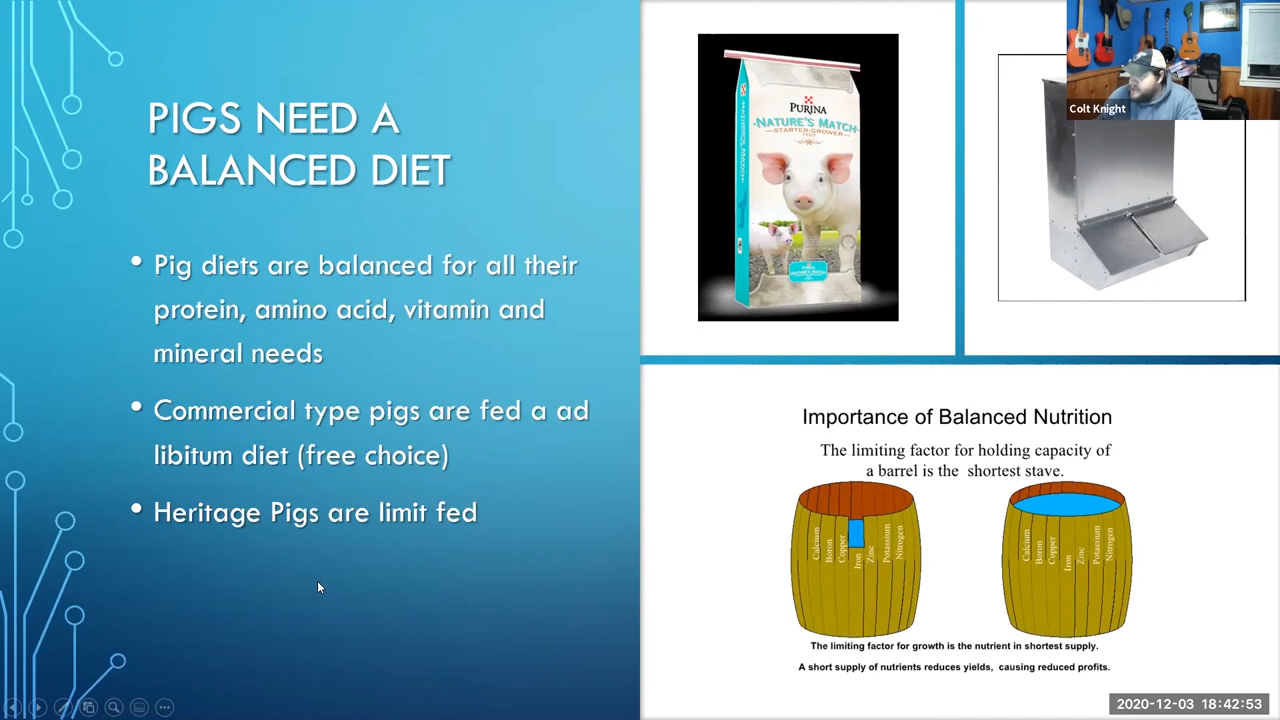 PIGS NEED A
BALANCED DIET
• Pig diets are balanced for all their
protein, amino acid, vitamin and
mineral needs
• Commercial type pigs are fed a ad
libitum diet (free choice)
• Heritage Pigs are limit fed
PURINA
NATURE'S MATCH
STARTER-GROWER
FEED
Colt Knight
Importance of Balanced Nutrition
The limiting factor for holding capacity of
a barrel is the shortest stave.
Calcium
Boron
Copper
Iron
Zinc
Potassium
Nitrogen
Calcium
Boron
Copper
Iron
Zinc
Potassium
Nitrogen
The limiting factor for growth is the nutrient in shortest supply.
A short supply of nutrients reduces yields, causing reduced profits.
2020-12-03 18:42:53